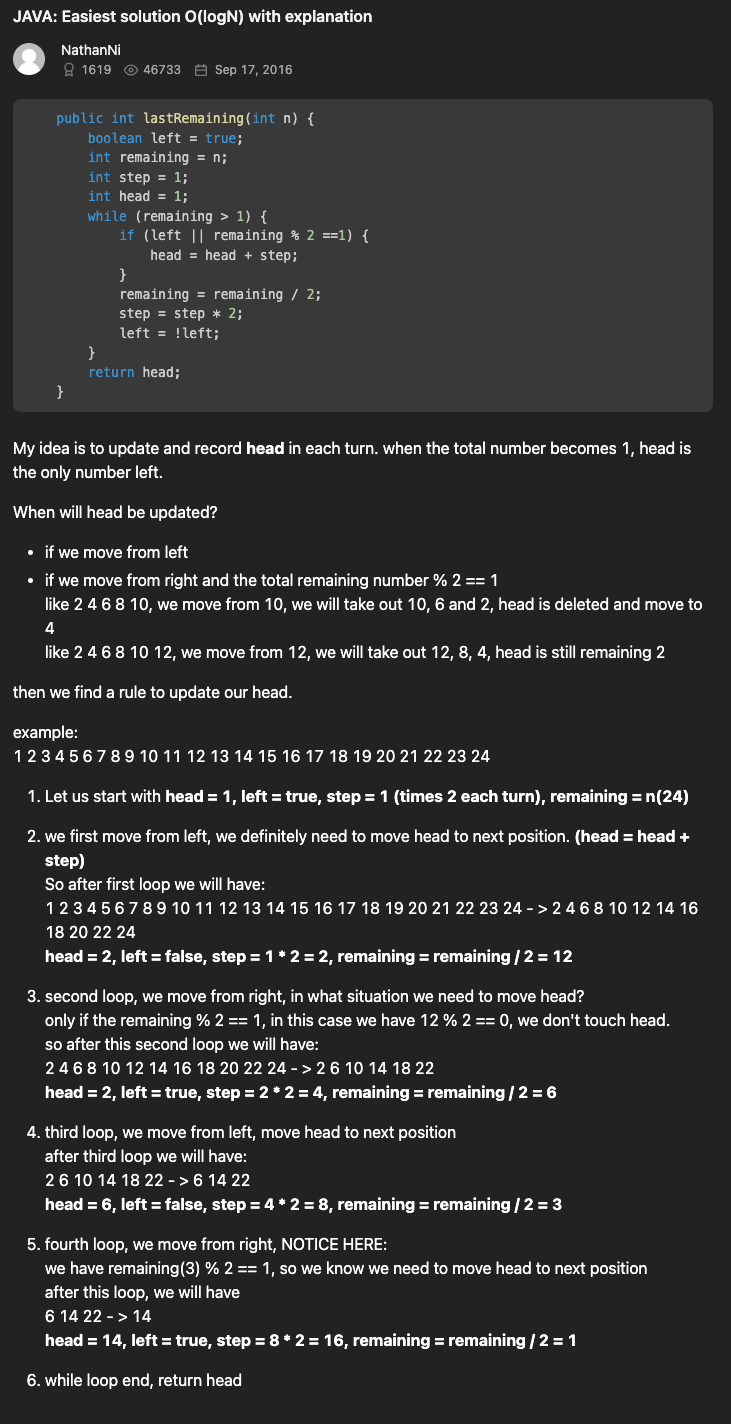 JAVA: Easiest solution O(logN) with explanation
NathanNi
1619 46733 Sep 17, 2016
public int lastRemaining(int n) {
boolean left = true;
int remaining = n;
int step = 1;
int head = 1;
while (remaining > 1) {
if (left || remaining % 2 ==1) {
head = head + step;
}
remaining = remaining / 2;
step = step * 2;
left = !left;
}
return head;
}
My idea is to update and record head in each turn. when the total number becomes 1, head is
the only number left.
When will head be updated?
• if we move from left
• if we move from right and the total remaining number % 2 == 1
like 2 4 6 8 10, we move from 10, we will take out 10, 6 and 2, head is deleted and move to
4
like 2 4 6 8 10 12, we move from 12, we will take out 12, 8, 4, head is still remaining 2
then we find a rule to update our head.
example:
1 2 3 4 5 6 7 8 9 10 11 12 13 14 15 16 17 18 19 20 21 22 23 24
1. Let us start with head = 1, left = true, step = 1 (times 2 each turn), remaining = n(24)
2. we first move from left, we definitely need to move head to next position. (head = head +
step)
So after first loop we will have:
1 2 3 4 5 6 7 8 9 10 11 12 13 14 15 16 17 18 19 20 21 22 23 24 - > 2 4 6 8 10 12 14 16
18 20 22 24
head = 2, left = false, step = 1 * 2 = 2, remaining = remaining / 2 = 12
3. second loop, we move from right, in what situation we need to move head?
only if the remaining % 2 == 1, in this case we have 12 % 2 == 0, we don't touch head.
so after this second loop we will have:
2 4 6 8 10 12 14 16 18 20 22 24 - > 2 6 10 14 18 22
head = 2, left = true, step = 2 * 2 = 4, remaining = remaining / 2 = 6
4. third loop, we move from left, move head to next position
after third loop we will have:
2 6 10 14 18 22 - > 6 14 22
head = 6, left = false, step = 4 * 2 = 8, remaining = remaining / 2 = 3
5. fourth loop, we move from right, NOTICE HERE:
we have remaining(3) % 2 == 1, so we know we need to move head to next position
after this loop, we will have
6 14 22 - > 14
head = 14, left = true, step = 8 * 2 = 16, remaining = remaining / 2 = 1
6. while loop end, return head